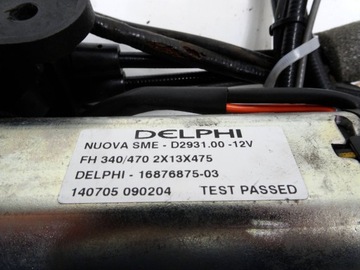 DELPHI
NUOVA SME - D2931.00 -12V
FH 340/470 2X13X475
DELPHI - 16876875-03
140705 090204 TEST PASSED